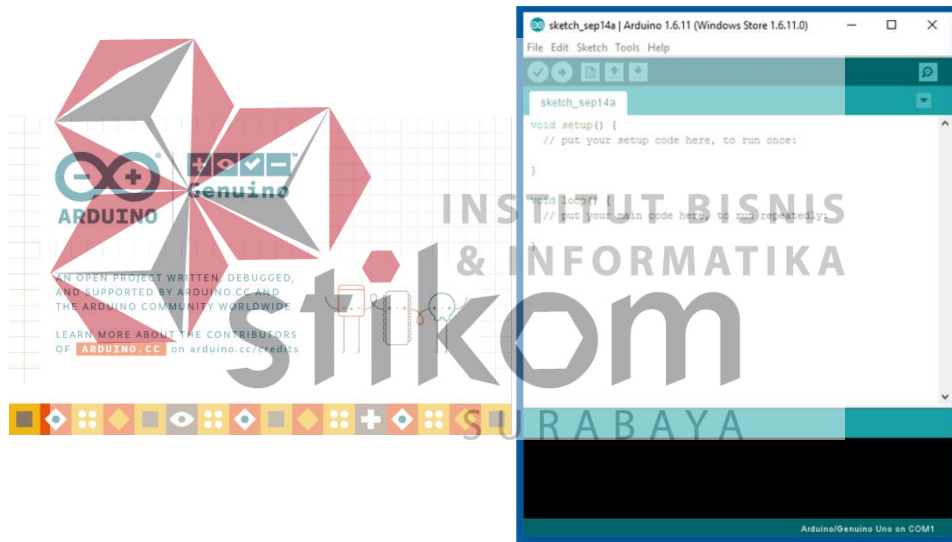 ARDUINO
Genuino
AN OPEN PROJECT WRITTEN, DEBUGGED,
AND SUPPORTED BY ARDUINO.CC AND
THE ARDUINO COMMUNITY WORLDWIDE
LEARN MORE ABOUT THE CONTRIBUTORS
OF ARDUINO.CC on arduino.cc/credits
sketch_sep14a | Arduino 1.6.11 (Windows Store 1.6.11.0)
File Edit Sketch Tools Help
sketch_sep14a
void setup() {
// put your setup code here, to run once:
}
void loop() {
// put your main code here, to run repeatedly:
}
Arduino/Genuino Uno on COM1
INSTITUT BISNIS
& INFORMATIKA
stikom
SURABAYA